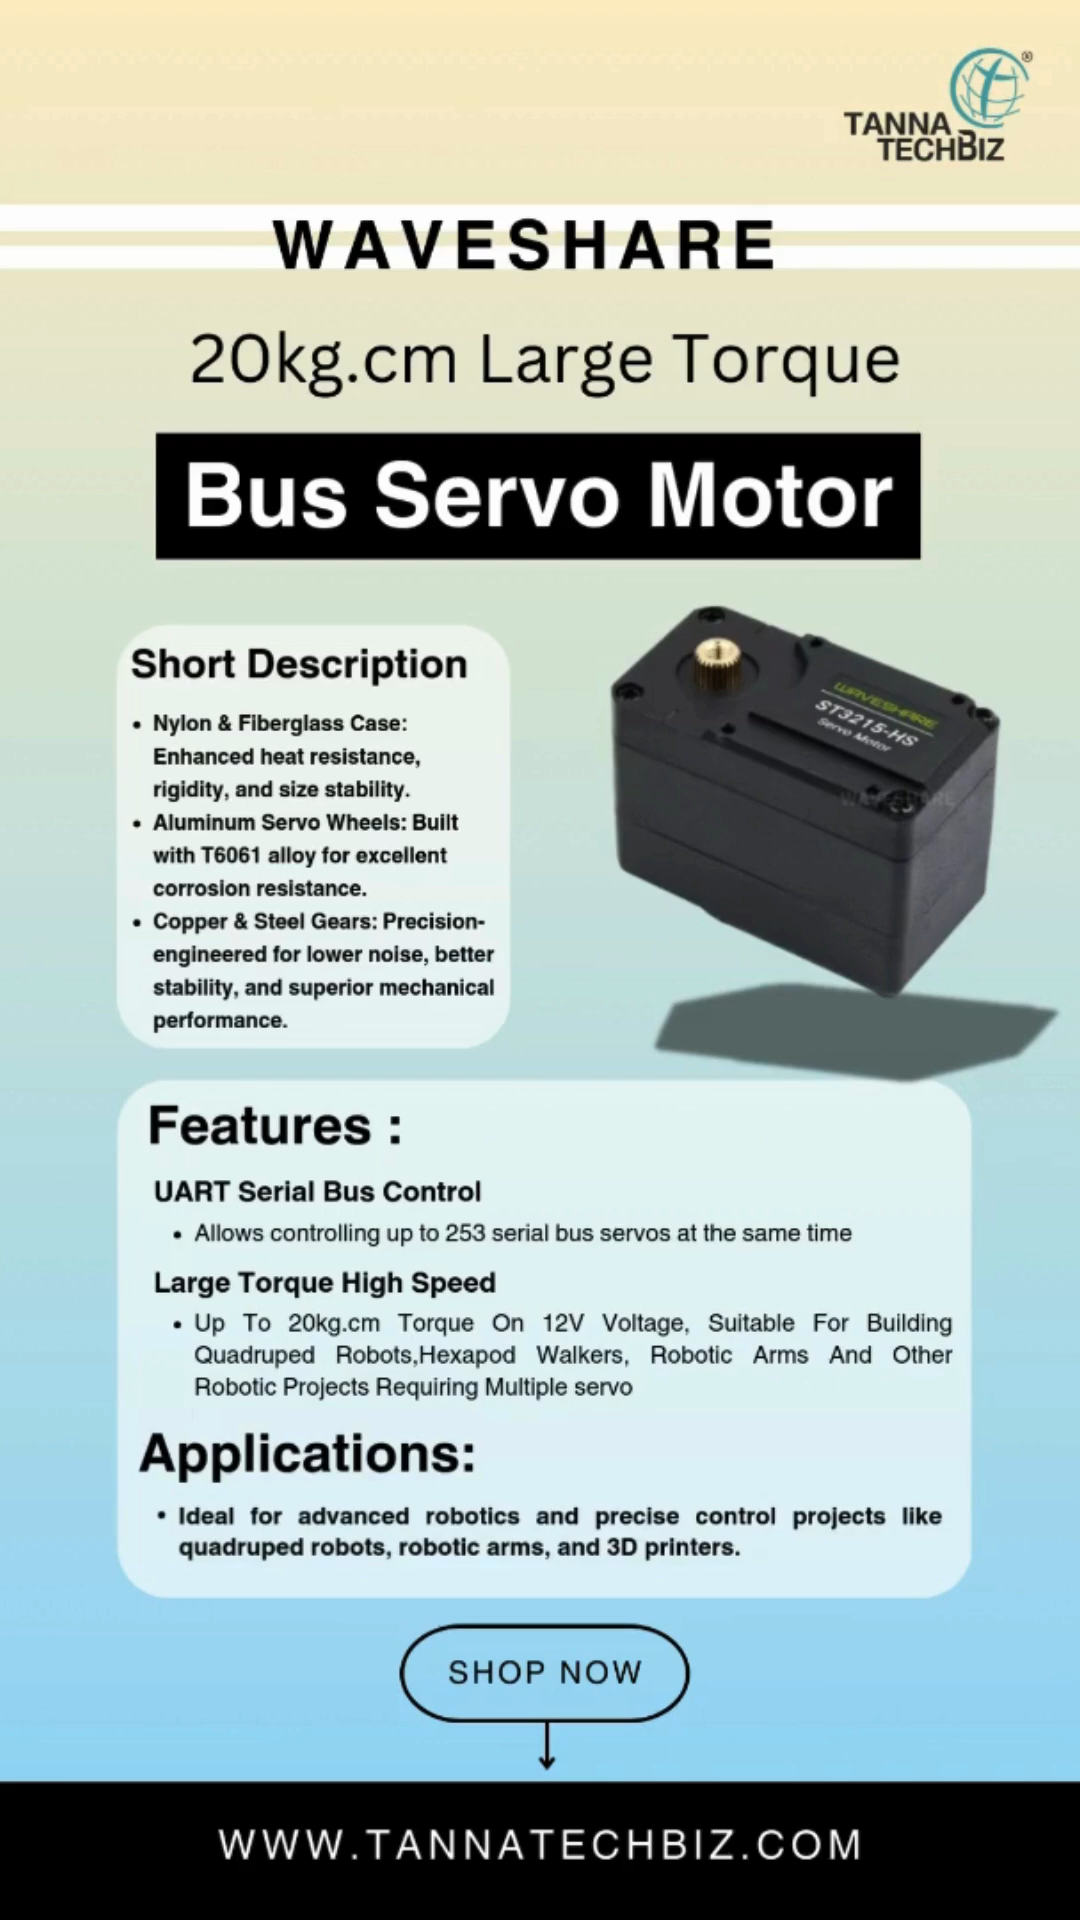 TANNA
TECHBIZ
®
WAVESHARE
20kg.cm Large Torque
Bus Servo Motor
Short Description
• Nylon & Fiberglass Case:
Enhanced heat resistance,
rigidity, and size stability.
• Aluminum Servo Wheels: Built
with T6061 alloy for excellent
corrosion resistance.
• Copper & Steel Gears: Precision-
engineered for lower noise, better
stability, and superior mechanical
performance.
WAVESHARE
ST3215-HS
Servo Motor
WAVESHARE
Features :
UART Serial Bus Control
• Allows controlling up to 253 serial bus servos at the same time
Large Torque High Speed
• Up To 20kg.cm Torque On 12V Voltage, Suitable For Building
Quadruped Robots,Hexapod Walkers, Robotic Arms And Other
Robotic Projects Requiring Multiple servo
Applications:
• Ideal for advanced robotics and precise control projects like
quadruped robots, robotic arms, and 3D printers.
SHOP NOW
WWW.TANNATECHBIZ.COM